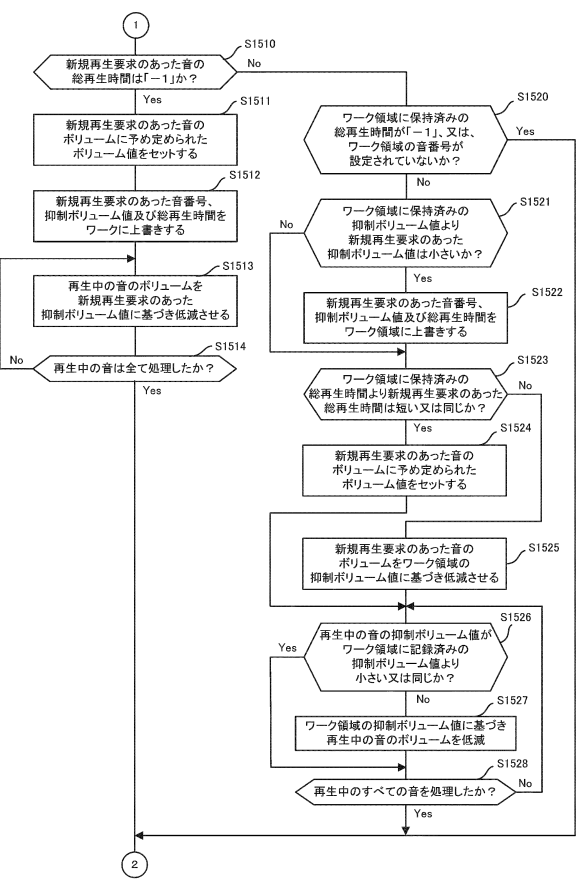 1
S1510
新規再生要求のあった音の
総再生時間は「－1」か？
No
Yes
S1511
新規再生要求のあった音の
ボリュームに予め定められた
ボリューム値をセットする
S1512
新規再生要求のあった音番号、
抑制ボリューム値及び総再生時間を
ワークに上書きする
S1513
再生中の音のボリュームを
新規再生要求のあった
抑制ボリューム値に基づき低減させる
S1514
No
再生中の音は全て処理したか？
Yes
S1520
ワーク領域に保持済みの
総再生時間が「－1」、又は、
ワーク領域の音番号が
設定されていないか？
Yes
No
S1521
ワーク領域に保持済みの
抑制ボリューム値より
新規再生要求のあった
抑制ボリューム値は小さいか？
No
Yes
S1522
新規再生要求のあった音番号、
抑制ボリューム値及び総再生時間を
ワーク領域に上書きする
S1523
ワーク領域に保持済みの
総再生時間より新規再生要求のあった
総再生時間は短い又は同じか？
No
Yes
S1524
新規再生要求のあった音の
ボリュームに予め定められた
ボリューム値をセットする
S1525
新規再生要求のあった音の
ボリュームをワーク領域の
抑制ボリューム値に基づき低減させる
S1526
再生中の音の抑制ボリューム値が
ワーク領域に記録済みの
抑制ボリューム値より
小さい又は同じか？
Yes
No
S1527
ワーク領域の抑制ボリューム値に基づき
再生中の音のボリュームを低減
S1528
再生中のすべての音を処理したか？
No
Yes
2